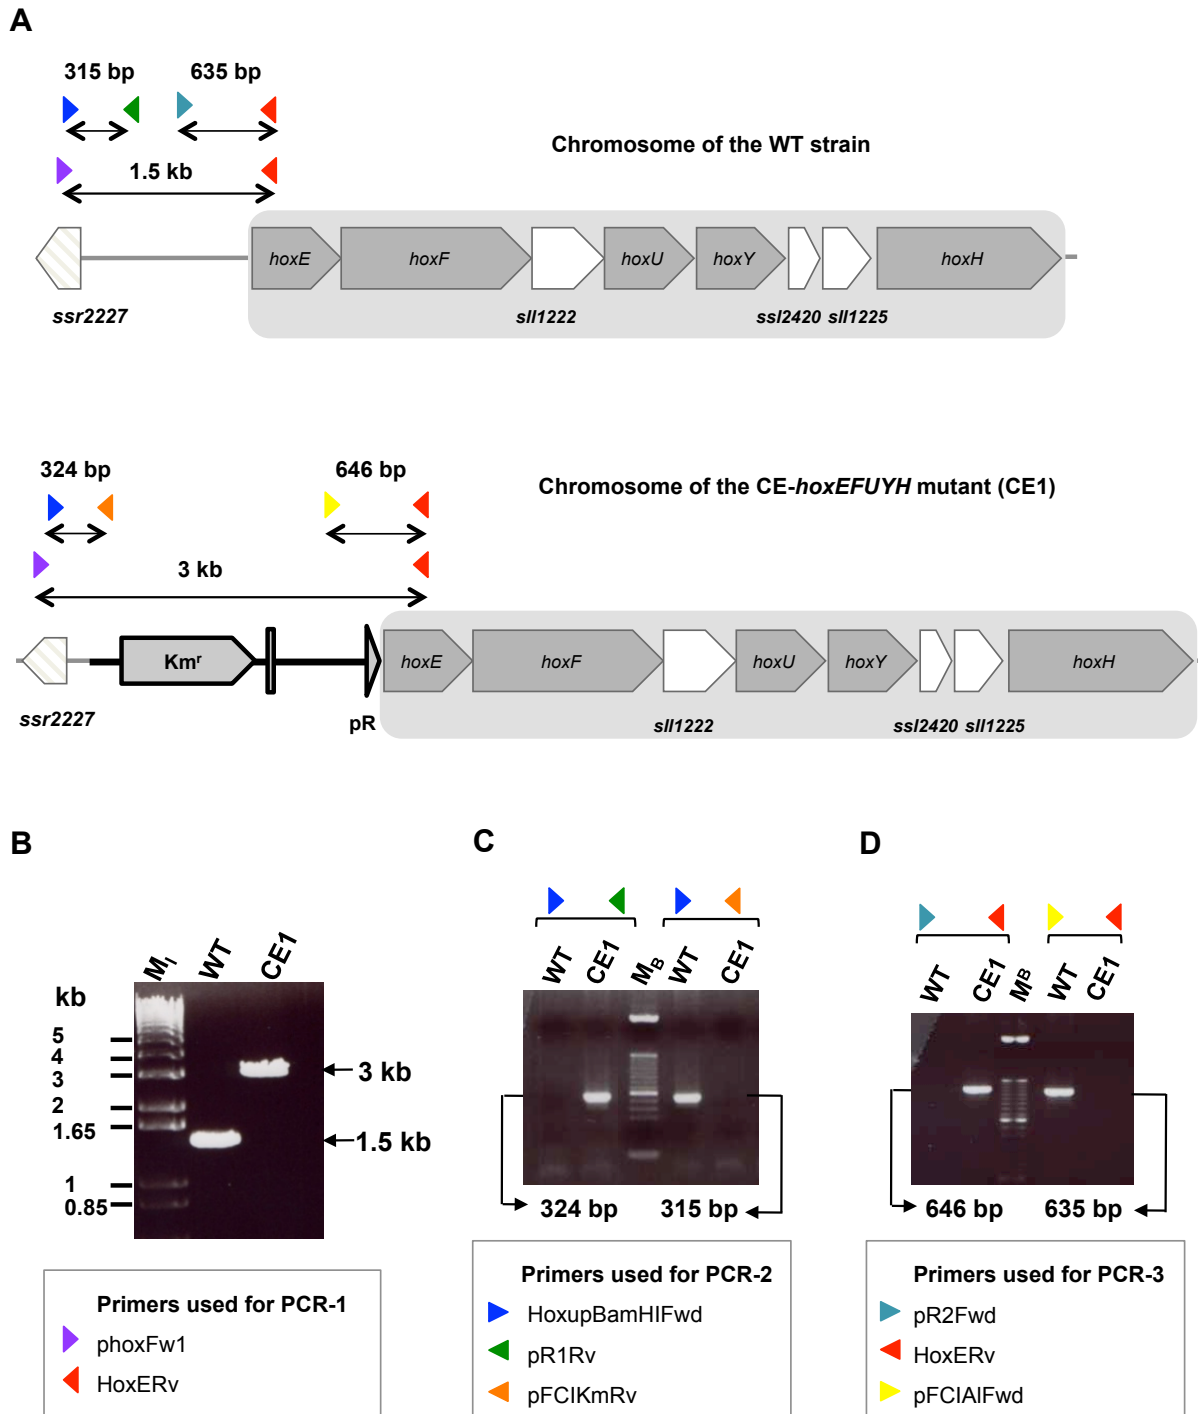 A
315 bp
635 bp
1.5 kb
Chromosome of the WT strain
hoxE
hoxF
hoxU
hoxY
hoxH
ssr2227
sll1222
ssl2420
sll1225
324 bp
646 bp
3 kb
Chromosome of the CE-hoxEFUYH mutant (CE1)
Kmr
hoxE
hoxF
hoxU
hoxY
hoxH
ssr2227
pR
sll1222
ssl2420
sll1225
B
kb
MI
WT
CE1
5
4
3
2
1.65
1
0.85
3 kb
1.5 kb
Primers used for PCR-1
phoxFw1
HoxERv
C
WT
CE1
MB
WT
CE1
324 bp
315 bp
Primers used for PCR-2
HoxupBamHIFwd
pR1Rv
pFCIKmRv
D
WT
CE1
MB
WT
CE1
646 bp
635 bp
Primers used for PCR-3
pR2Fwd
HoxERv
pFCIAIFwd